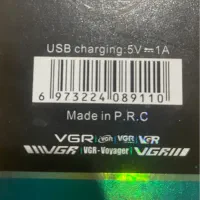 USB charging:5V⎓1A
6 973224 089110
Made in P.R.C
VGR VGR VGR VGR
VGR VGR-Voyager VGR